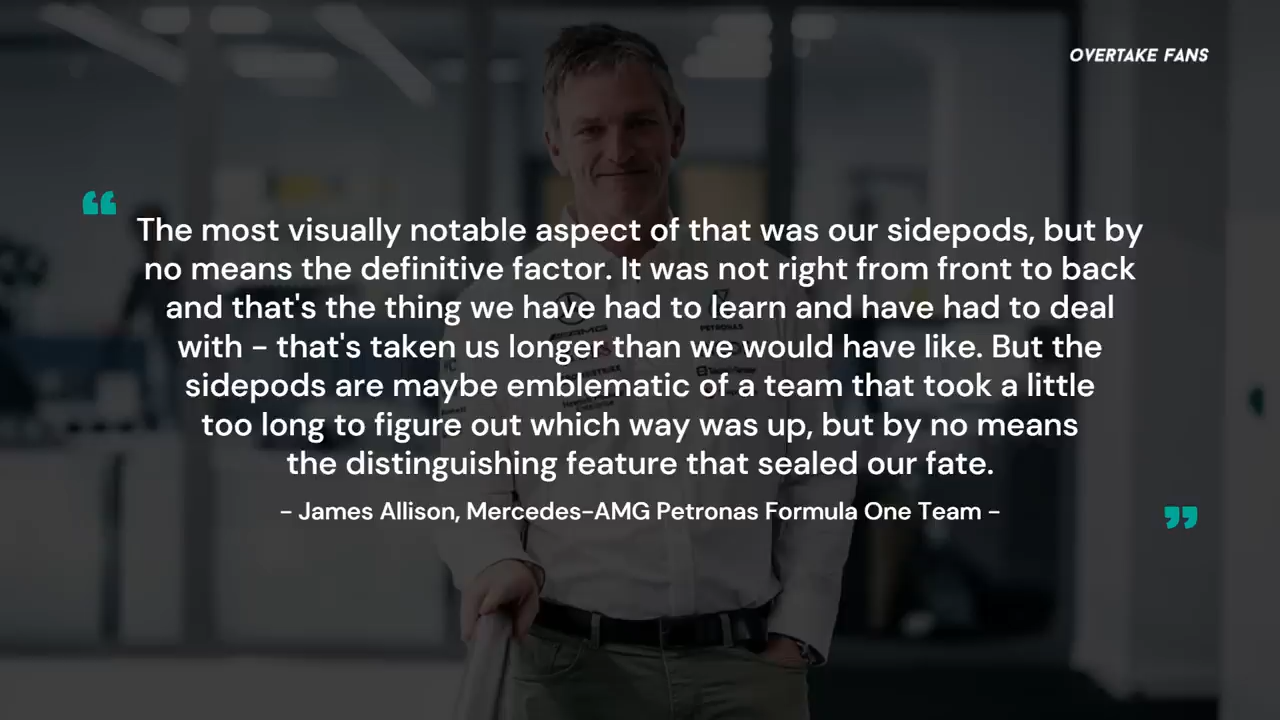 OVERTAKE FANS
“
The most visually notable aspect of that was our sidepods, but by
no means the definitive factor. It was not right from front to back
and that's the thing we have had to learn and have had to deal
with – that's taken us longer than we would have like. But the
sidepods are maybe emblematic of a team that took a little
too long to figure out which way was up, but by no means
the distinguishing feature that sealed our fate.
– James Allison, Mercedes-AMG Petronas Formula One Team –
”
AMG
PETRONAS